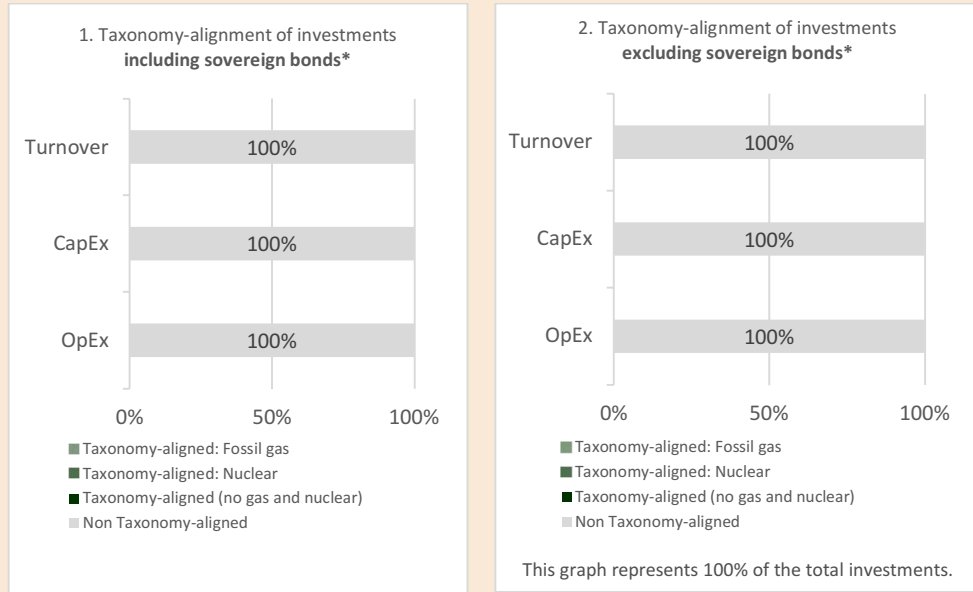 1. Taxonomy-alignment of investments
including sovereign bonds*
Turnover
100%
CapEx
100%
OpEx
100%
0%
50%
100%
Taxonomy-aligned: Fossil gas
Taxonomy-aligned: Nuclear
Taxonomy-aligned (no gas and nuclear)
Non Taxonomy-aligned
2. Taxonomy-alignment of investments
excluding sovereign bonds*
Turnover
100%
CapEx
100%
OpEx
100%
0%
50%
100%
Taxonomy-aligned: Fossil gas
Taxonomy-aligned: Nuclear
Taxonomy-aligned (no gas and nuclear)
Non Taxonomy-aligned
This graph represents 100% of the total investments.